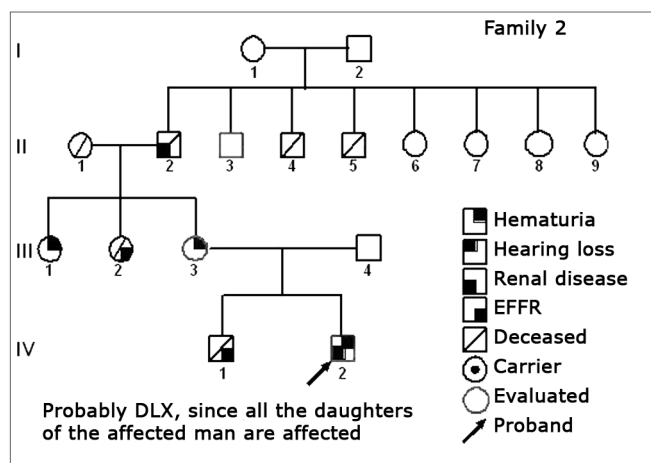 Family 2
I
1 2
II
1 2 3 4 5 6 7 8 9
III
1 2 3 4
IV
1 2
Hematuria
Hearing loss
Renal disease
EFFR
Deceased
Carrier
Evaluated
Proband
Probably DLX, since all the daughters
of the affected man are affected